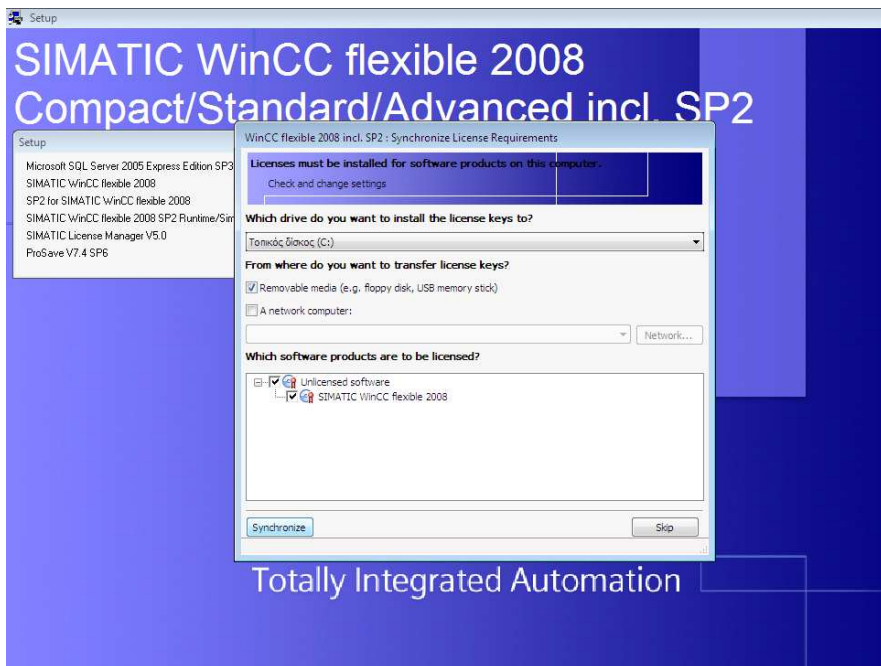 Setup
SIMATIC WinCC flexible 2008
Compact/Standard/Advanced incl. SP2
Setup
Microsoft SQL Server 2005 Express Edition SP3
SIMATIC WinCC flexible 2008
SP2 for SIMATIC WinCC flexible 2008
SIMATIC WinCC flexible 2008 SP2 Runtime/Sim
SIMATIC License Manager V5.0
ProSave V7.4 SP6
WinCC flexible 2008 incl. SP2 : Synchronize License Requirements
Licenses must be installed for software products on this computer.
Check and change settings
Which drive do you want to install the license keys to?
Τοπικός δίσκος (C:)
From where do you want to transfer license keys?
Removable media (e.g. floppy disk, USB memory stick)
A network computer:
Network...
Which software products are to be licensed?
Unlicensed software
SIMATIC WinCC flexible 2008
Synchronize
Skip
Totally Integrated Automation